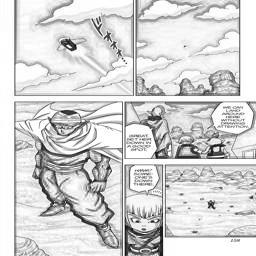 WE CAN
LAND
AROUND
HERE
WITHOUT
DRAWING
ATTENTION.
GREAT.
SET HER
DOWN IN
A GOOD
SPOT.
HMM?
SOME-
ONE'S
DOWN
THERE.